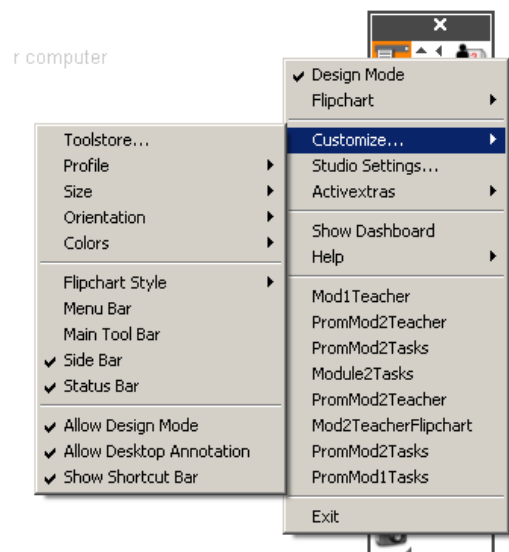 r computer
Design Mode
Flipchart
Customize...
Studio Settings...
Activextras
Show Dashboard
Help
Mod1Teacher
PromMod2Teacher
PromMod2Tasks
Module2Tasks
PromMod2Teacher
Mod2TeacherFlipchart
PromMod2Tasks
PromMod1Tasks
Exit
Toolstore...
Profile
Size
Orientation
Colors
Flipchart Style
Menu Bar
Main Tool Bar
Side Bar
Status Bar
Allow Design Mode
Allow Desktop Annotation
Show Shortcut Bar